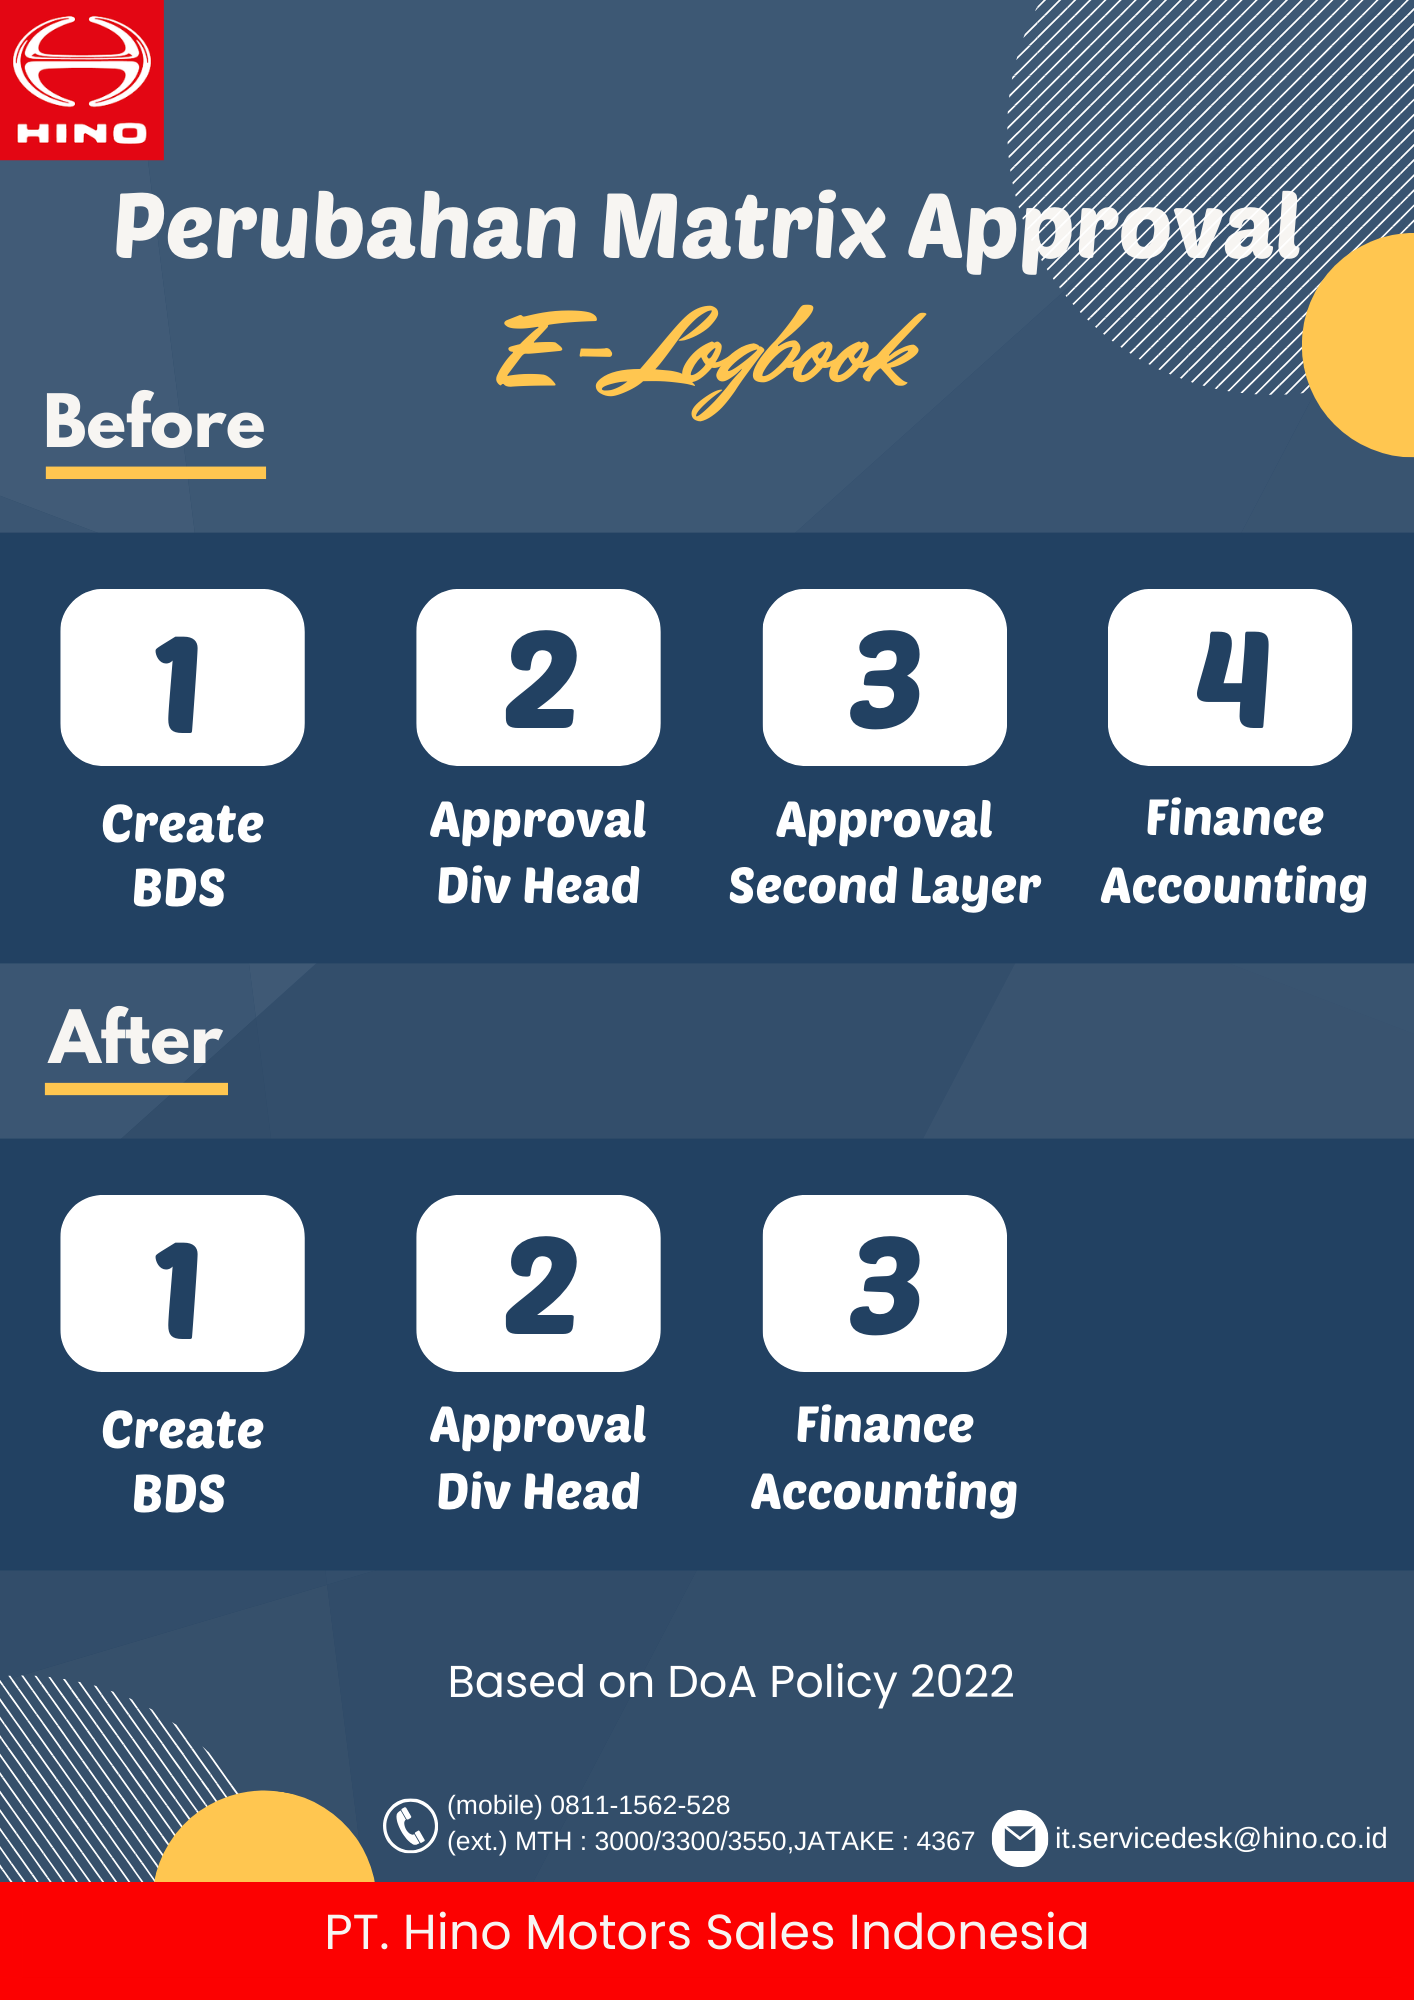 HINO
Perubahan Matrix Approval
E-Logbook
Before
1
Create
BDS
2
Approval
Div Head
3
Approval
Second Layer
4
Finance
Accounting
After
1
Create
BDS
2
Approval
Div Head
3
Finance
Accounting
Based on DoA Policy 2022
(mobile) 0811-1562-528
(ext.) MTH : 3000/3300/3550,JATAKE : 4367
it.servicedesk@hino.co.id
PT. Hino Motors Sales Indonesia